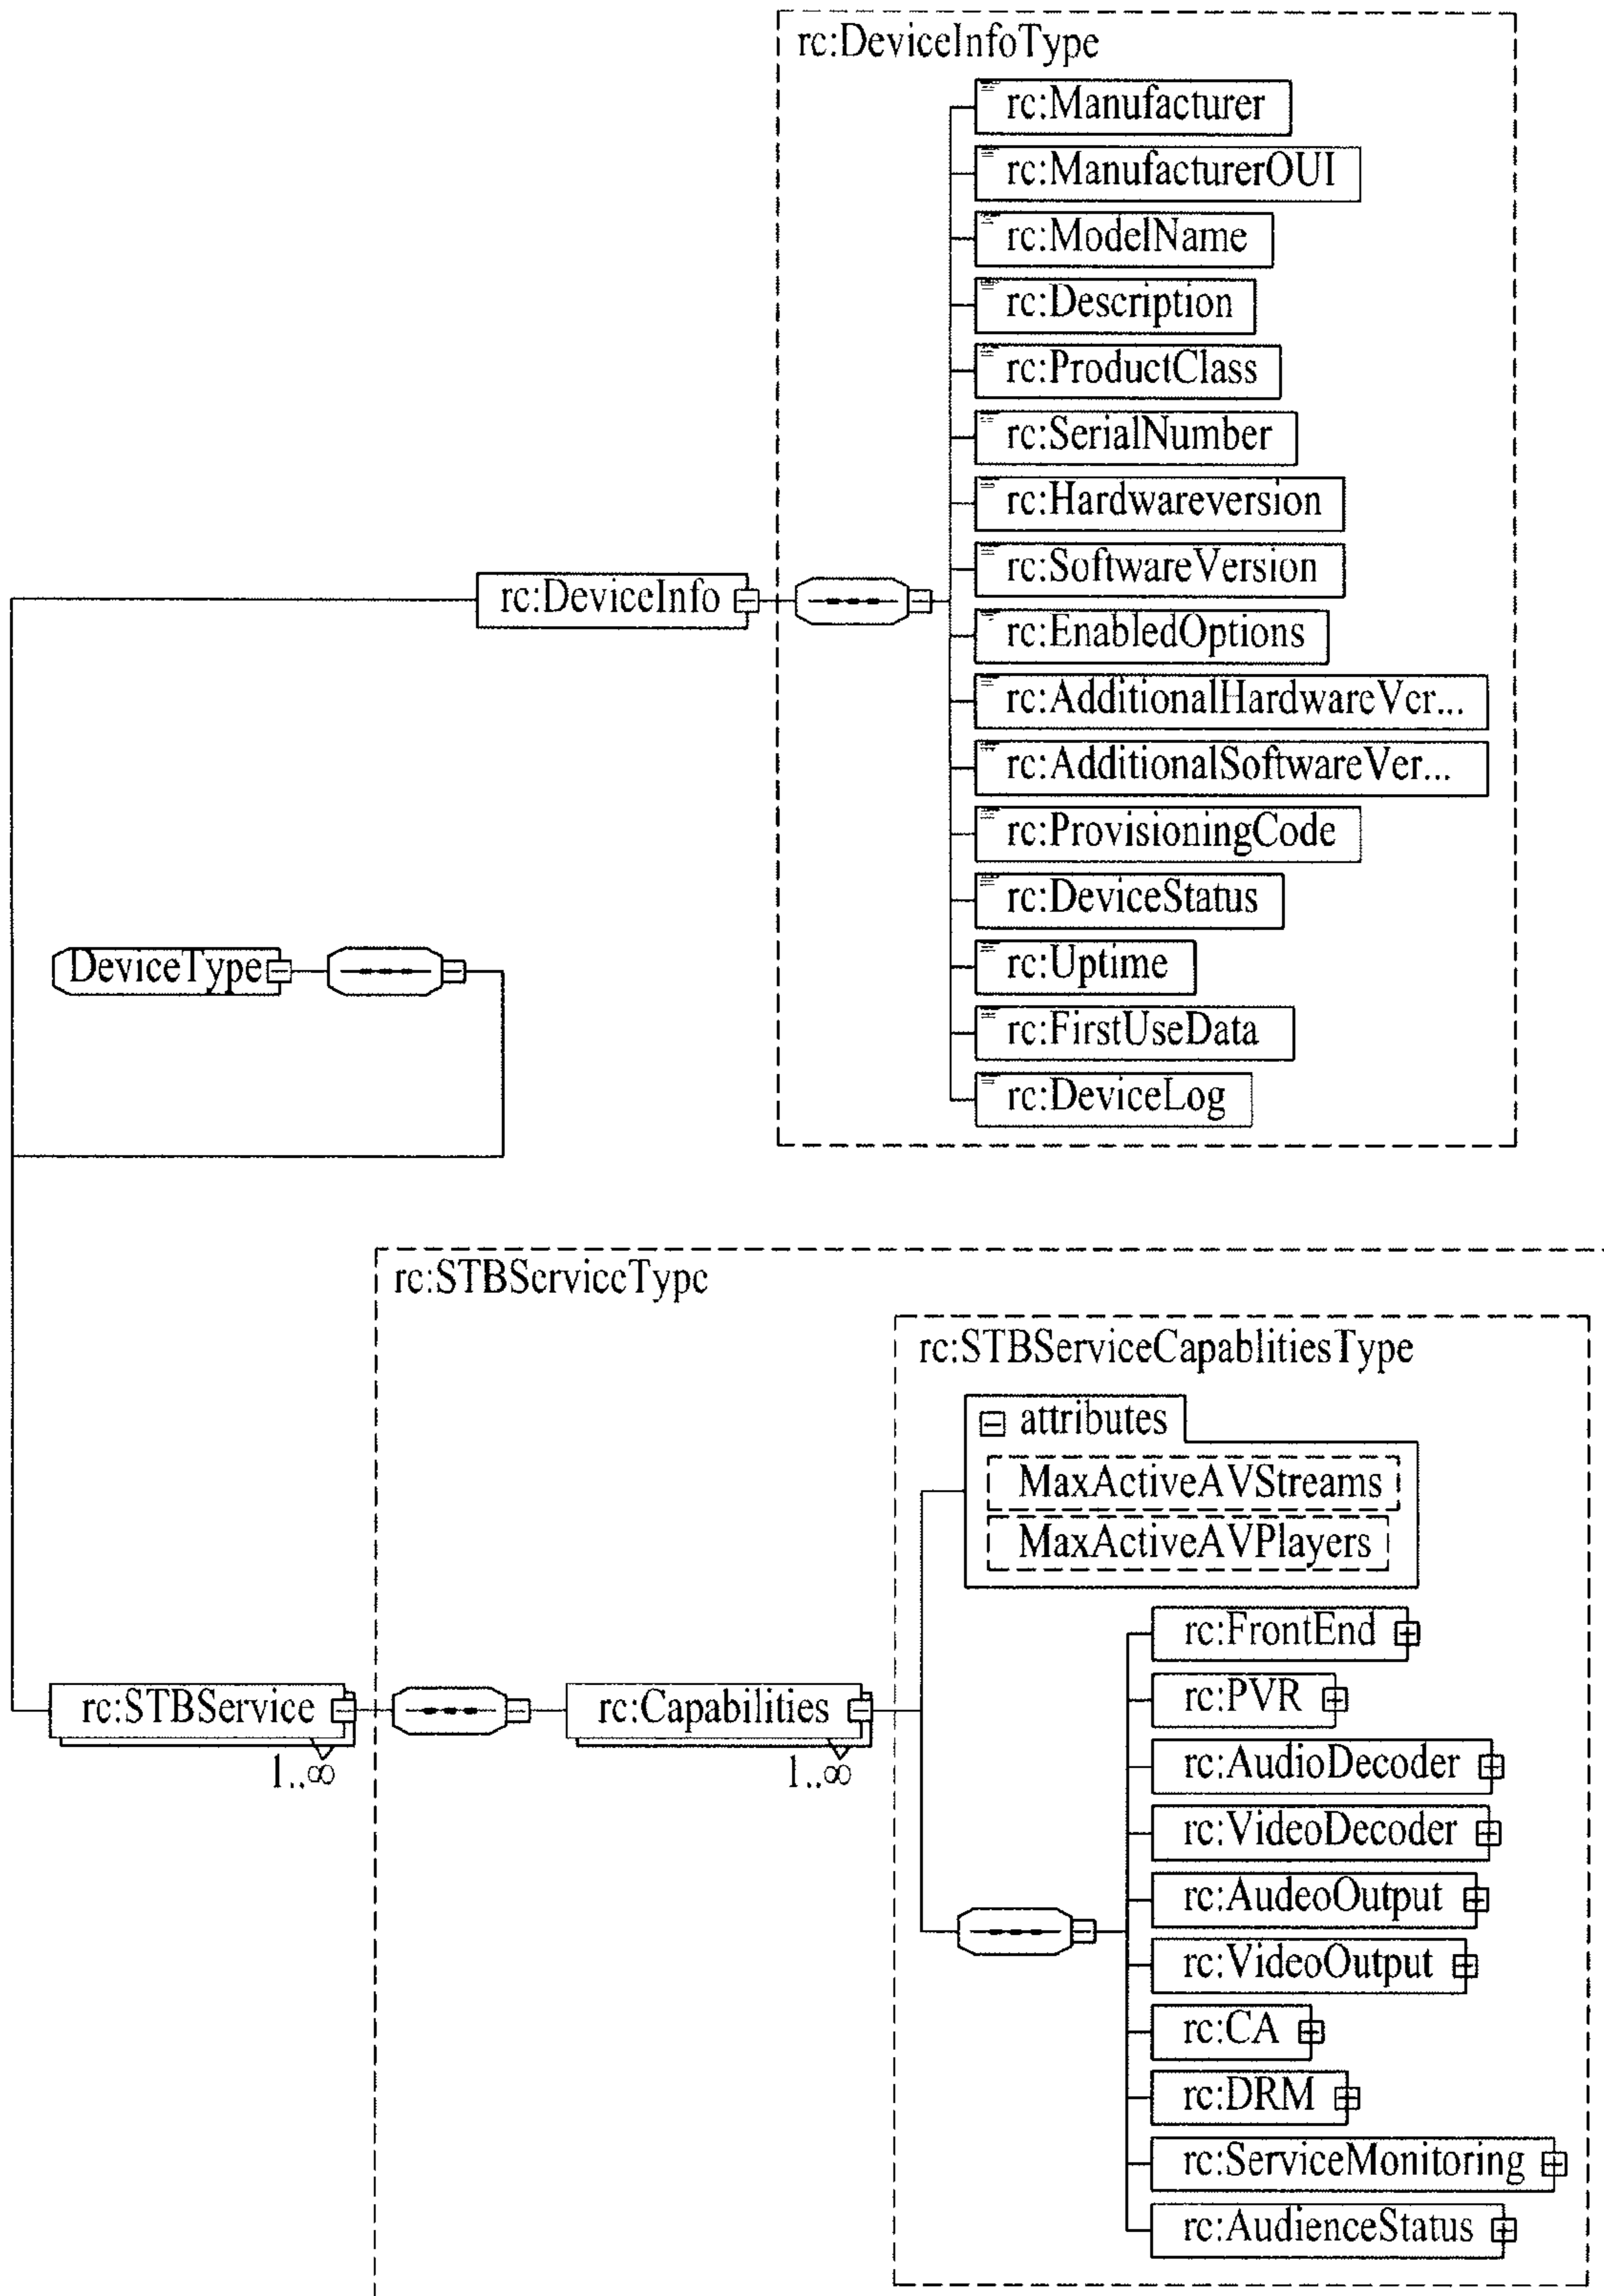 rc:DeviceInfoType
rc:Manufacturer
rc:ManufacturerOUI
rc:ModelName
rc:Description
rc:ProductClass
rc:SerialNumber
rc:Hardwareversion
rc:SoftwareVersion
rc:DeviceInfo
rc:EnabledOptions
rc:AdditionalHardwareVer...
rc:AdditionalSoftwareVer...
rc:ProvisioningCode
rc:DeviceStatus
DeviceType
rc:Uptime
rc:FirstUseData
rc:DeviceLog
rc:STBServiceType
rc:STBServiceCapablitiesType
attributes
MaxActiveAVStreams
MaxActiveAVPlayers
rc:STBService
1..∞
rc:Capabilities
1..∞
rc:FrontEnd
rc:PVR
rc:AudioDecoder
rc:VideoDecoder
rc:AudeoOutput
rc:VideoOutput
rc:CA
rc:DRM
rc:ServiceMonitoring
rc:AudienceStatus